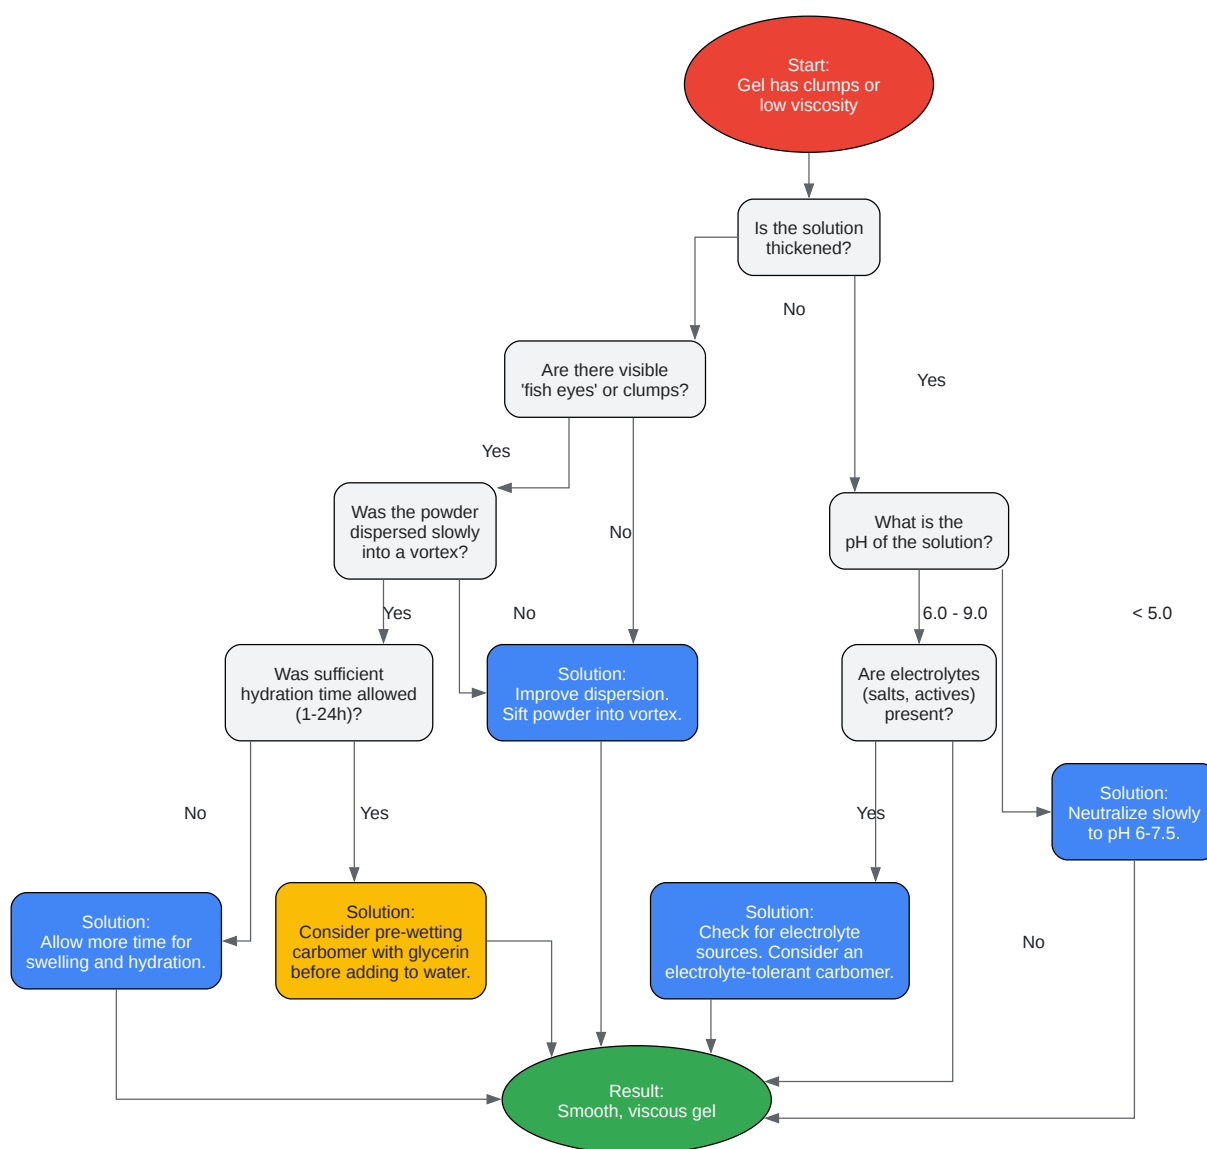 Start:
Gel has clumps or
low viscosity
Is the solution
thickened?
No
Are there visible
'fish eyes' or clumps?
Yes
Yes
Was the powder
dispersed slowly
into a vortex?
No
What is the
pH of the solution?
Yes
No
6.0 - 9.0
< 5.0
Was sufficient
hydration time allowed
(1-24h)?
Solution:
Improve dispersion.
Sift powder into vortex.
Are electrolytes
(salts, actives)
present?
No
Yes
Yes
Solution:
Neutralize slowly
to pH 6-7.5.
Solution:
Allow more time for
swelling and hydration.
Solution:
Consider pre-wetting
carbomer with glycerin
before adding to water.
Solution:
Check for electrolyte
sources. Consider an
electrolyte-tolerant carbomer.
No
Result:
Smooth, viscous gel